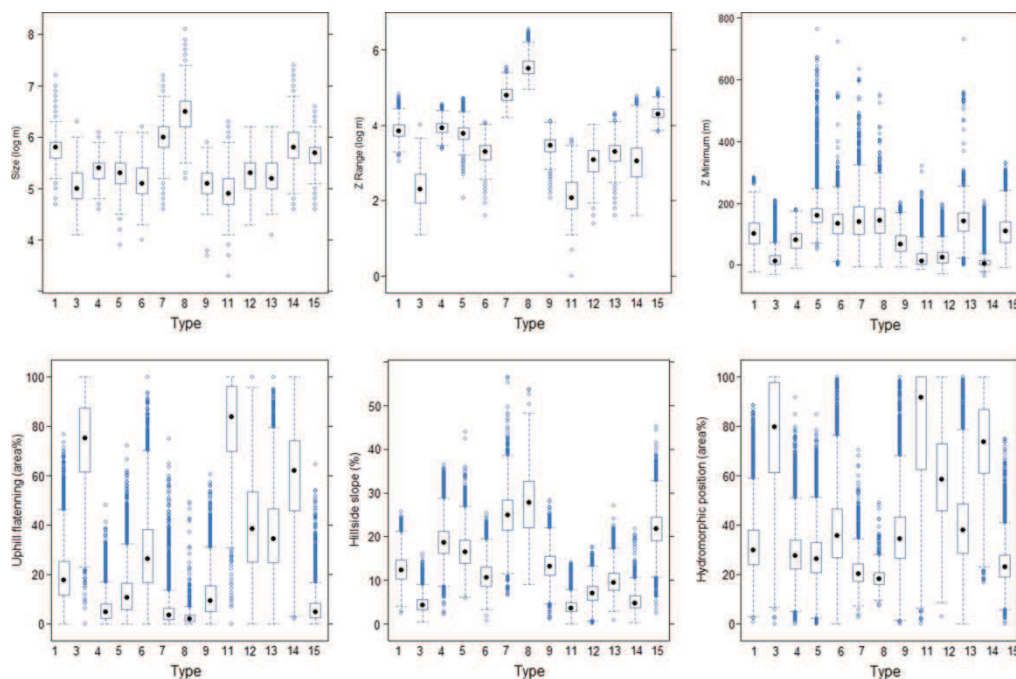 Size (log m)
8
7
6
5
4
1 3 4 5 6 7 8 9 11 12 13 14 15
Type
Z Range (log m)
6
4
2
0
1 3 4 5 6 7 8 9 11 12 13 14 15
Type
Z Minimum (m)
800
600
400
200
0
1 3 4 5 6 7 8 9 11 12 13 14 15
Type
Uphill flatenning (area%)
100
80
60
40
20
0
1 3 4 5 6 7 8 9 11 12 13 14 15
Type
Hillside slope (%)
50
40
30
20
10
0
1 3 4 5 6 7 8 9 11 12 13 14 15
Type
Hydromorphic position (area%)
100
80
60
40
20
0
1 3 4 5 6 7 8 9 11 12 13 14 15
Type